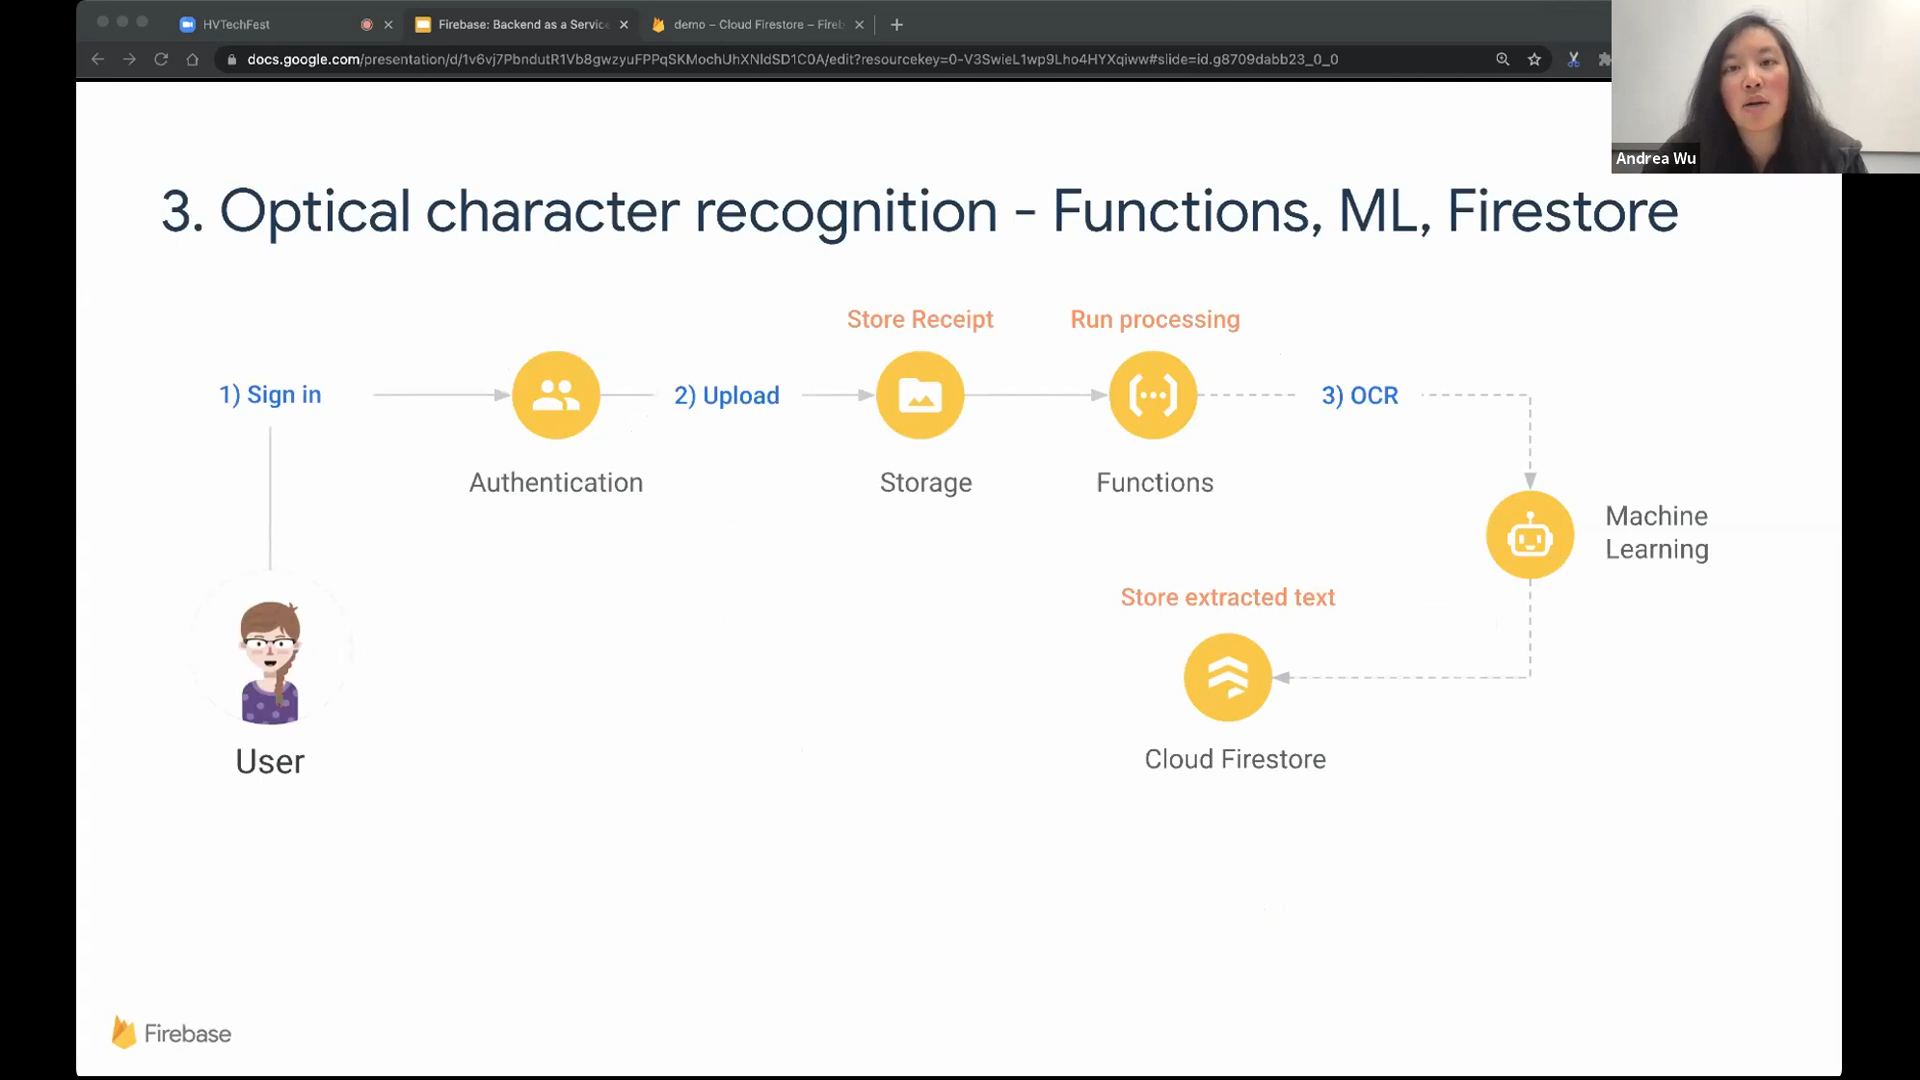 HVTechFest
Firebase: Backend as a Servic
demo – Cloud Firestore – Fireb
docs.google.com/presentation/d/1v6vj7PbndutR1Vb8gwzyuFPPqSKMochUhXNldSD1C0A/edit?resourcekey=0-V3SwieL1wp9Lho4HYXqiww#slide=id.g8709dabb23_0_0
Andrea Wu
3. Optical character recognition - Functions, ML, Firestore
Store Receipt
Run processing
1) Sign in
2) Upload
3) OCR
Authentication
Storage
Functions
Machine
Learning
Store extracted text
Cloud Firestore
User
Firebase